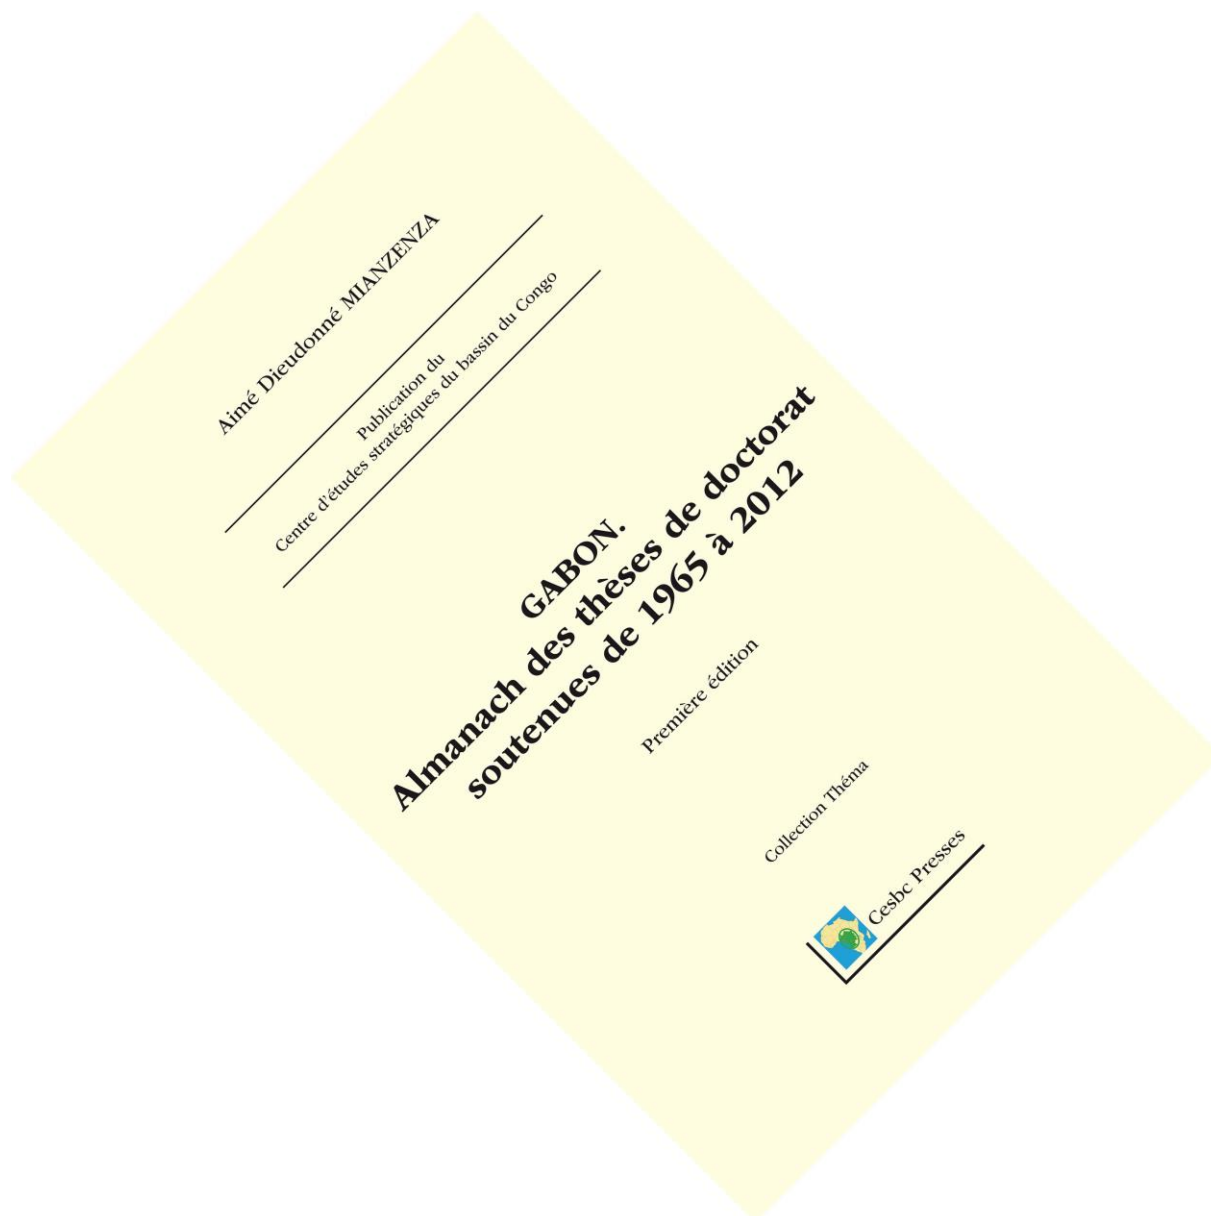 Aimé Dieudonné MIANZENZA
Publication du
Centre d'études stratégiques du bassin du Congo
GABON.
Almanach des thèses de doctorat
soutenues de 1965 à 2012
Première édition
Collection Théma
Cesbc Presses